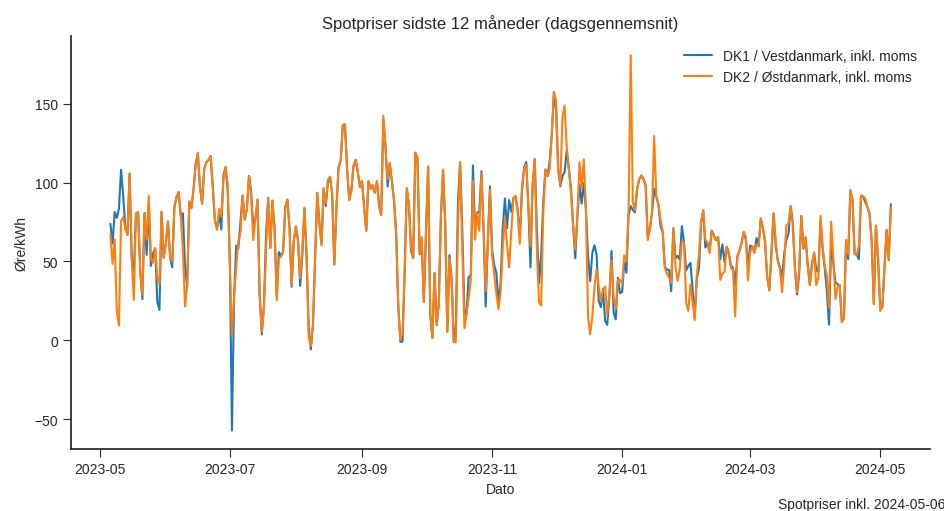 Spotpriser sidste 12 måneder (dagsgennemsnit)
DK1 / Vestdanmark, inkl. moms
DK2 / Østdanmark, inkl. moms
Øre/kWh
150
100
50
0
−50
2023-05 2023-07 2023-09 2023-11 2024-01 2024-03 2024-05
Dato
Spotpriser inkl. 2024-05-06